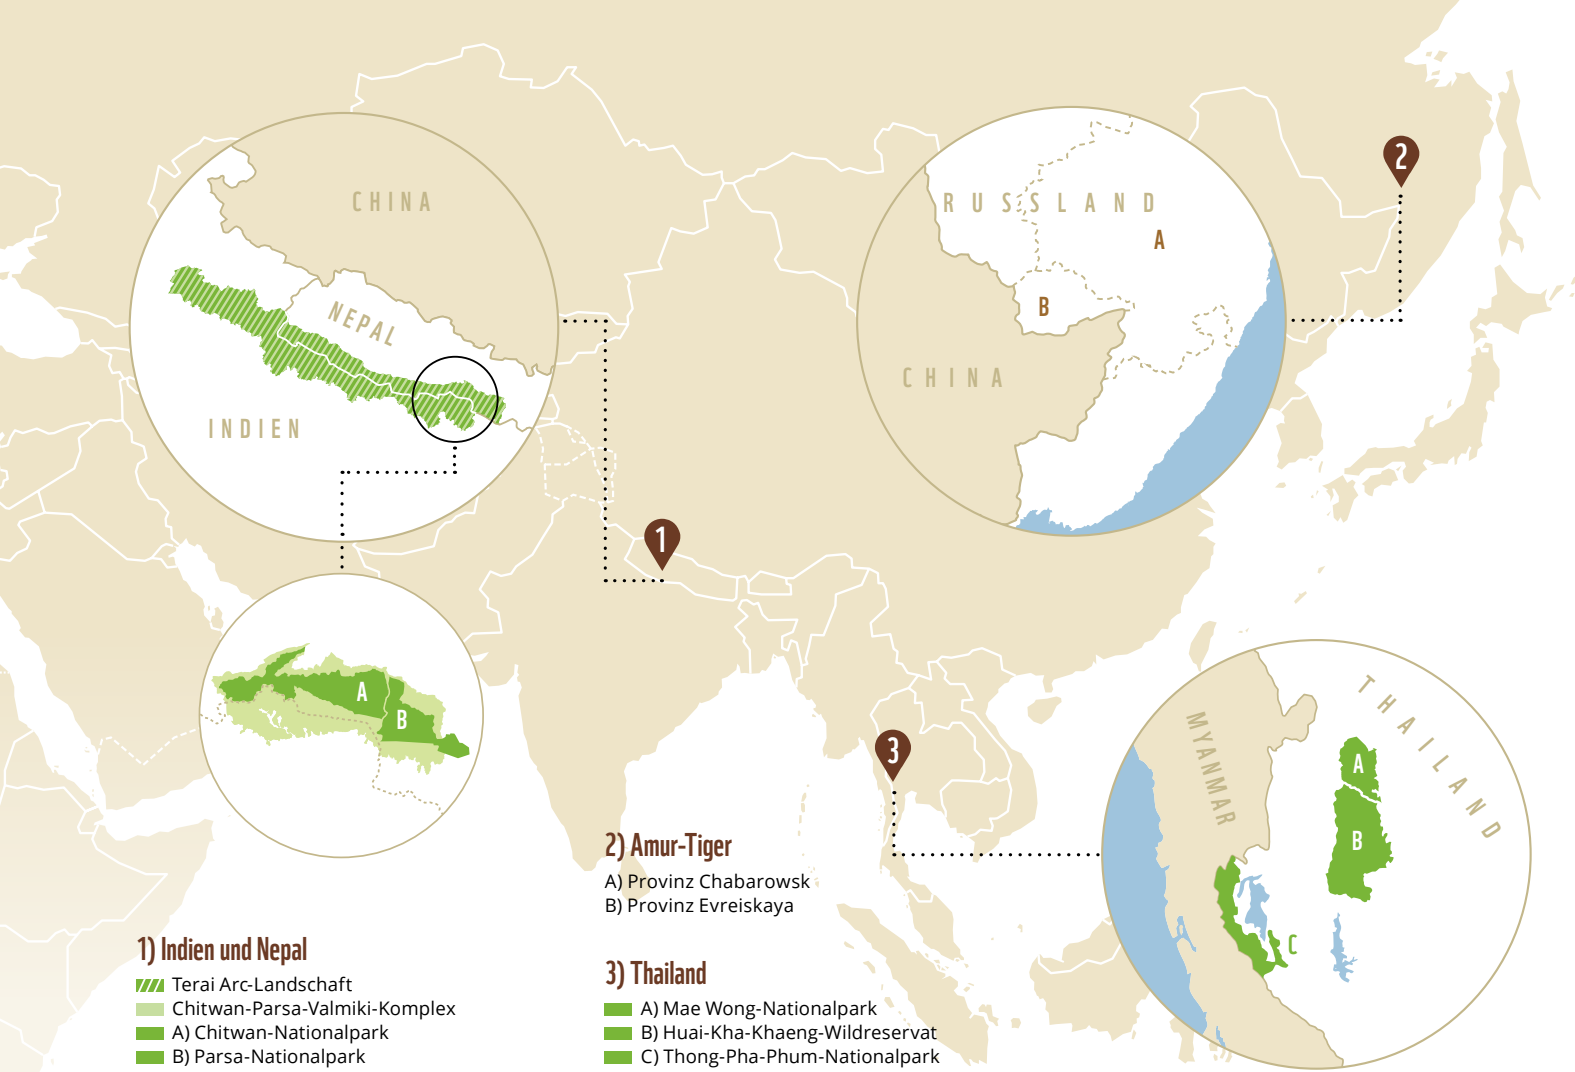 CHINA
NEPAL
INDIEN
1
A
B
RUSSLAND
A
B
CHINA
2
3
MYANMAR
THAILAND
A
B
C
1) Indien und Nepal
Terai Arc-Landschaft
Chitwan-Parsa-Valmiki-Komplex
A) Chitwan-Nationalpark
B) Parsa-Nationalpark
2) Amur-Tiger
A) Provinz Chabarowsk
B) Provinz Evreiskaya
3) Thailand
A) Mae Wong-Nationalpark
B) Huai-Kha-Khaeng-Wildreservat
C) Thong-Pha-Phum-Nationalpark